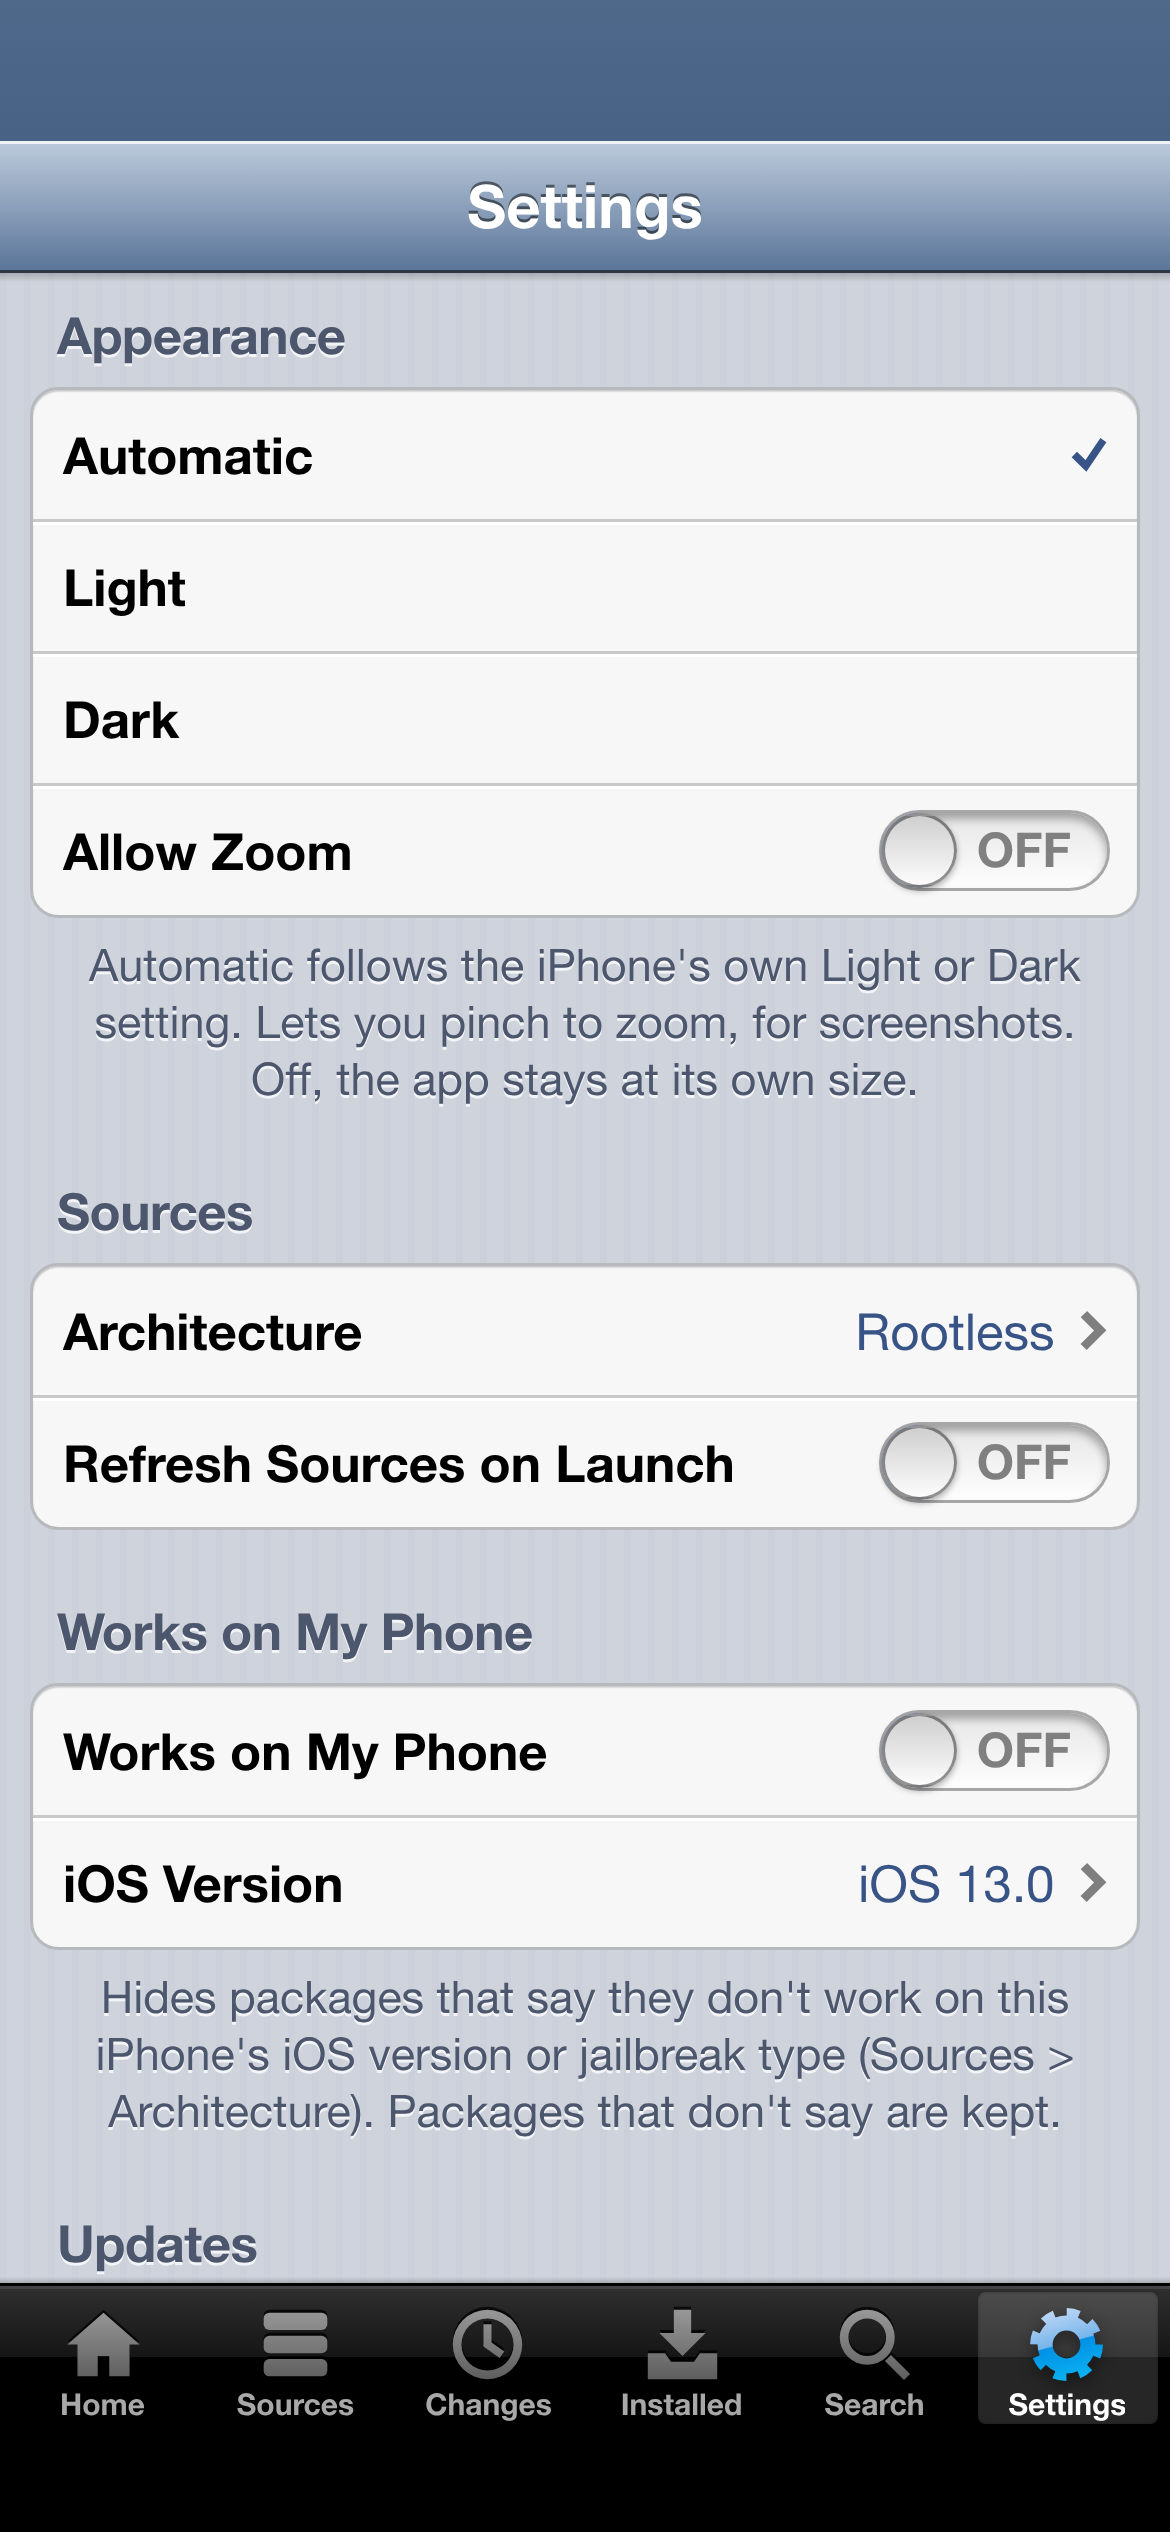 Settings
Appearance
Automatic
Light
Dark
Allow Zoom OFF
Automatic follows the iPhone's own Light or Dark
setting. Lets you pinch to zoom, for screenshots.
Off, the app stays at its own size.
Sources
Architecture Rootless
Refresh Sources on Launch OFF
Works on My Phone
Works on My Phone OFF
iOS Version iOS 13.0
Hides packages that say they don't work on this
iPhone's iOS version or jailbreak type (Sources >
Architecture). Packages that don't say are kept.
Updates
Home Sources Changes Installed Search Settings